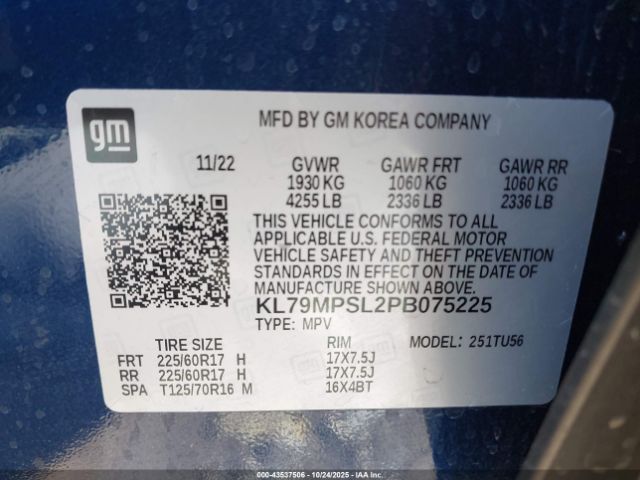 gm
MFD BY GM KOREA COMPANY
11/22 GVWR GAWR FRT GAWR RR
1930 KG 1060 KG 1060 KG
4255 LB 2336 LB 2336 LB
THIS VEHICLE CONFORMS TO ALL
APPLICABLE U.S. FEDERAL MOTOR
VEHICLE SAFETY AND THEFT PREVENTION
STANDARDS IN EFFECT ON THE DATE OF
MANUFACTURE SHOWN ABOVE.
KL79MPSL2PB075225
TYPE: MPV MODEL: 251TU56
TIRE SIZE RIM
FRT 225/60R17 H 17X7.5J
RR 225/60R17 H 17X7.5J
SPA T125/70R16 M 16X4BT
000-43537506 - 10/24/2025 - IAAI.COM